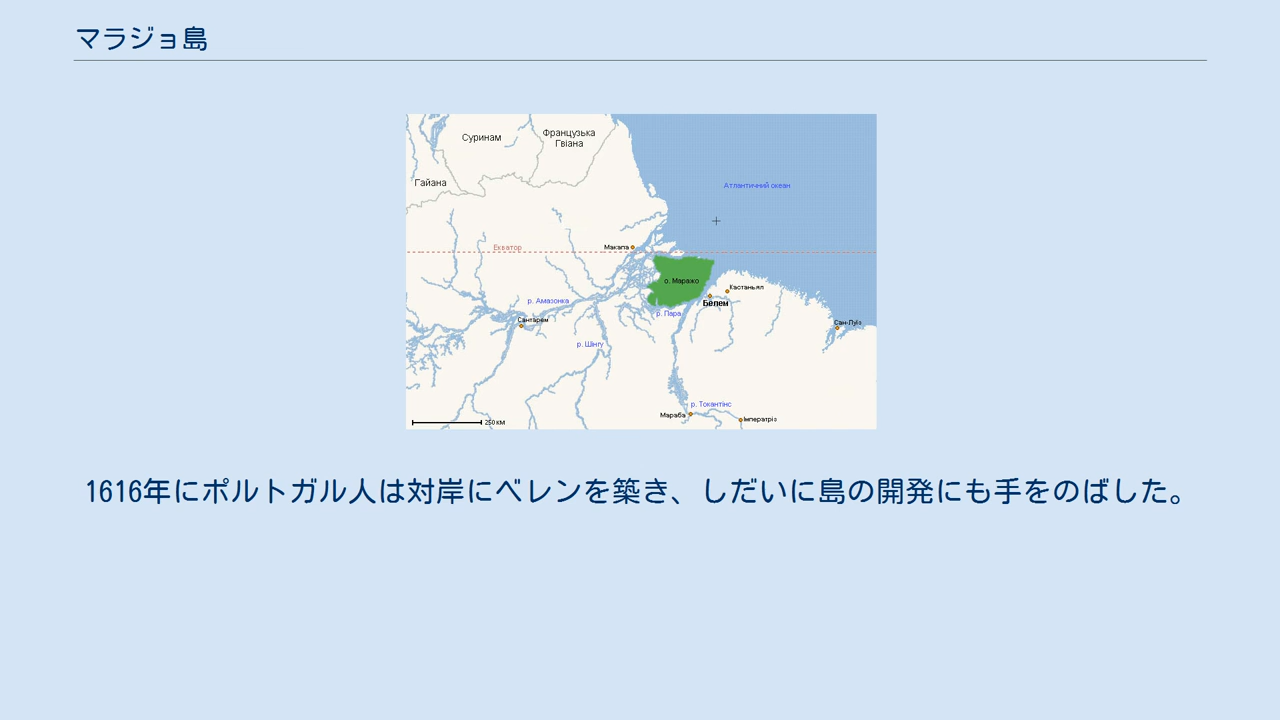 マラジョ島
Суринам
Французька
Гвіана
Гайана
Атлантичний океан
Екватор
Макапа
о. Маражо
Кастаньял
Белем
р. Амазонка
р. Пара
Сантарем
Сан-Луїс
р. Шінгу
р. Токантінс
Мараба
Імператріс
250 км
1616年にポルトガル人は対岸にベレンを築き、しだいに島の開発にも手をのばした。